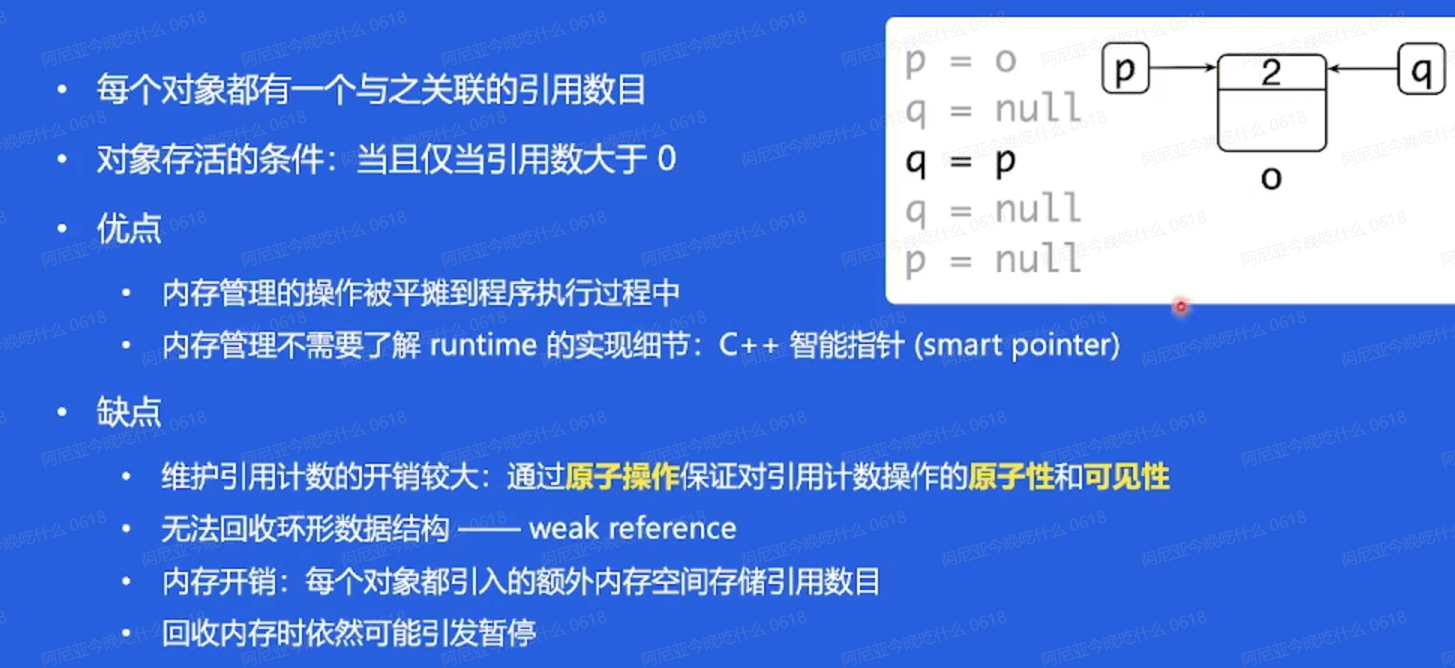 每个对象都有一个与之关联的引用数目
对象存活的条件：当且仅当引用数大于 0
优点
内存管理的操作被平摊到程序执行过程中
内存管理不需要了解 runtime 的实现细节：C++ 智能指针 (smart pointer)
缺点
维护引用计数的开销较大：通过原子操作保证对引用计数操作的原子性和可见性
无法回收环形数据结构 —— weak reference
内存开销：每个对象都引入的额外内存空间存储引用数目
回收内存时依然可能引发暂停
p = o
q = null
q = p
q = null
p = null
p
2
q
o
阿尼亚今晚吃什么 0618